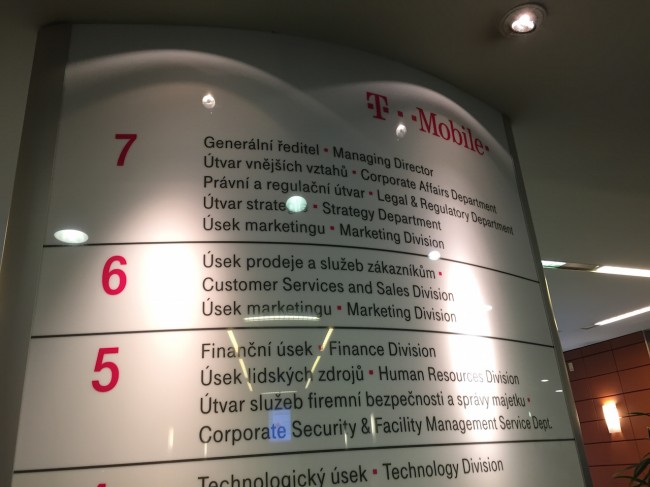 T··Mobile·
7
Generální ředitel • Managing Director
Útvar vnějších vztahů • Corporate Affairs Department
Právní a regulační útvar • Legal & Regulatory Department
Útvar strategie • Strategy Department
Úsek marketingu • Marketing Division
6
Úsek prodeje a služeb zákazníkům •
Customer Services and Sales Division
Úsek marketingu • Marketing Division
5
Finanční úsek • Finance Division
Úsek lidských zdrojů • Human Resources Division
Útvar služeb firemní bezpečnosti a správy majetku •
Corporate Security & Facility Management Service Dept.
Technologický úsek • Technology Division